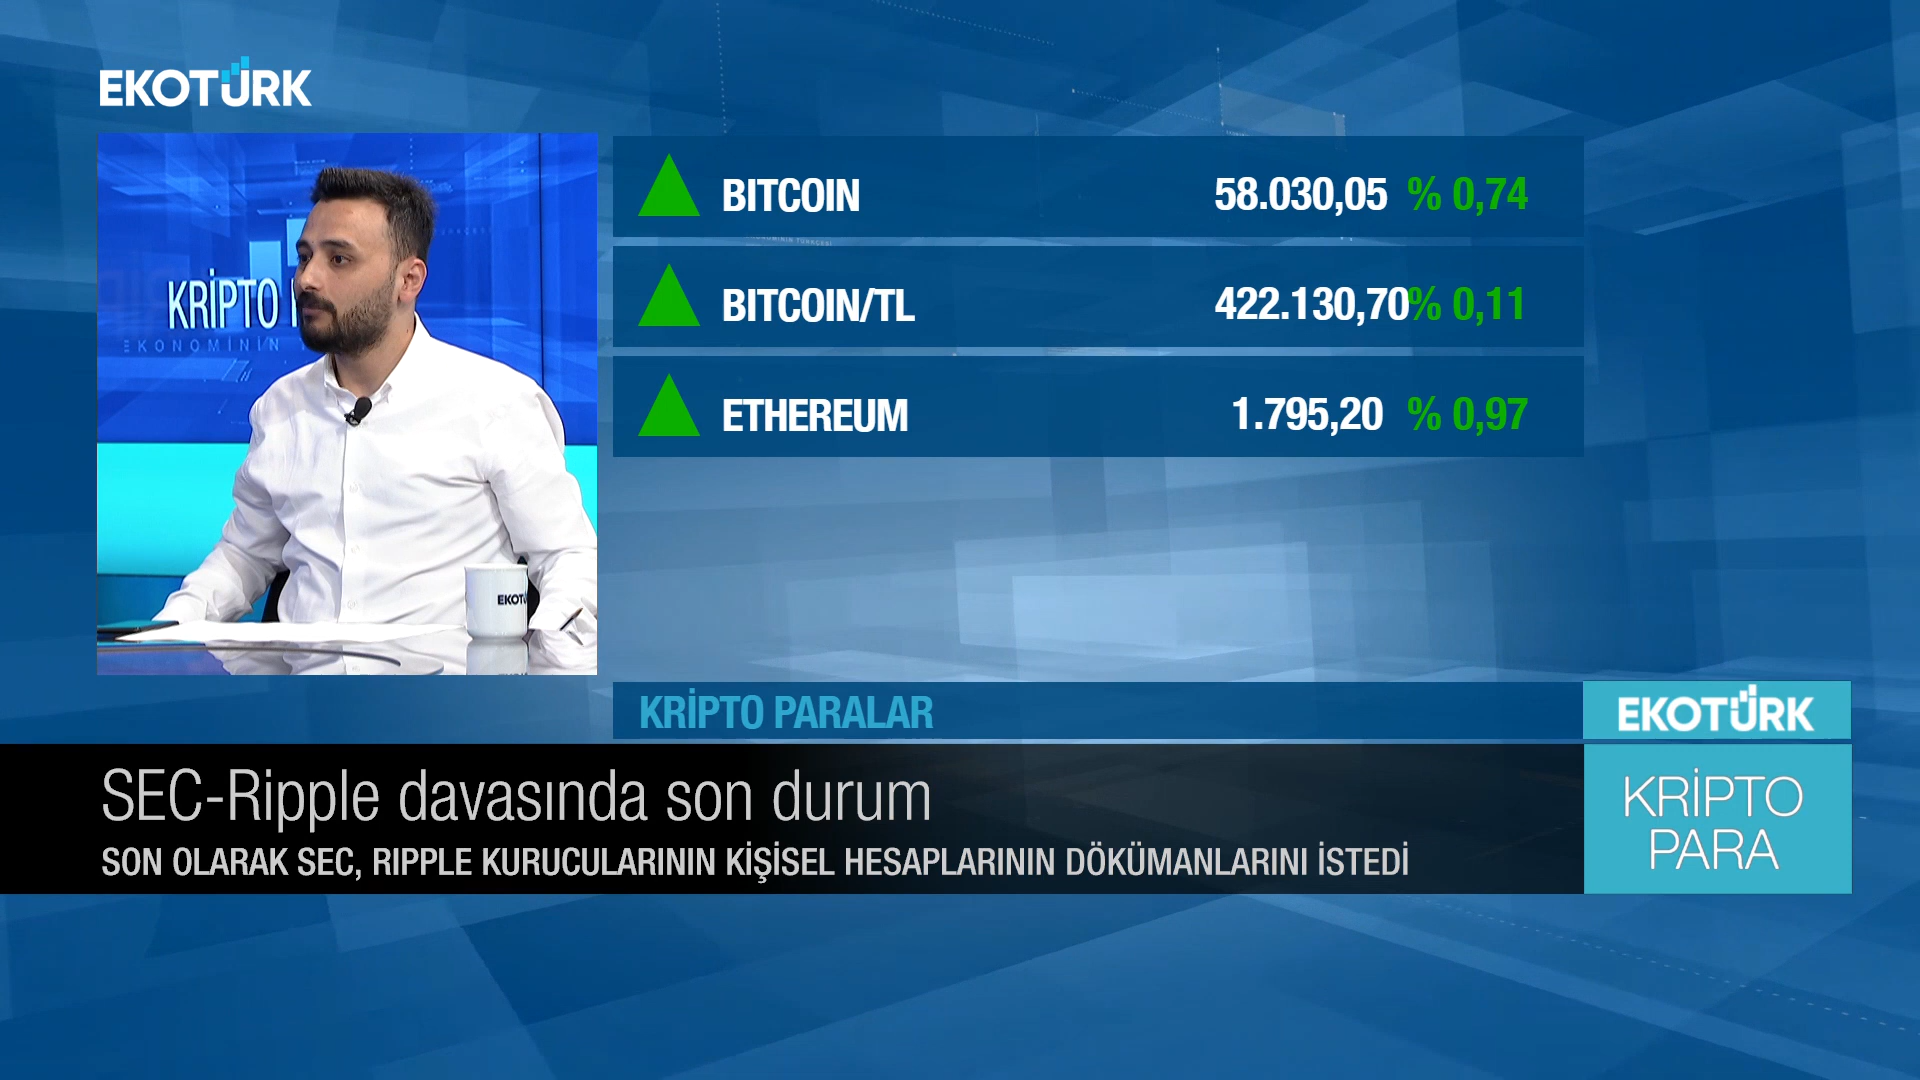 EKOTÜRK
KRİPTO
EKONOMİNİN
EKOT
BITCOIN 58.030,05 % 0,74
BITCOIN/TL 422.130,70 % 0,11
ETHEREUM 1.795,20 % 0,97
KRİPTO PARALAR
EKOTÜRK
SEC-Ripple davasında son durum
SON OLARAK SEC, RIPPLE KURUCULARININ KİŞİSEL HESAPLARININ DÖKÜMANLARINI İSTEDİ
KRİPTO
PARA